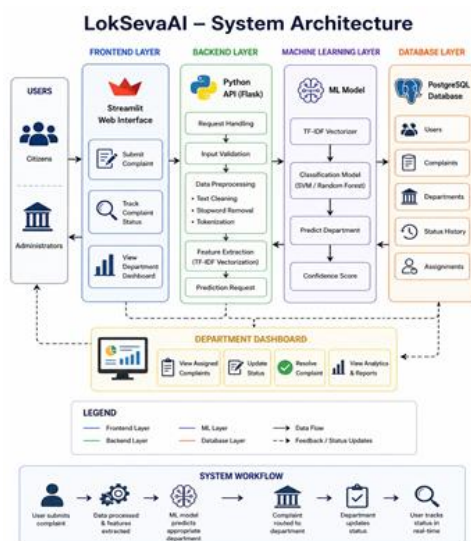 LokSevaAI – System Architecture
FRONTEND LAYER
BACKEND LAYER
MACHINE LEARNING LAYER
DATABASE LAYER
USERS
Citizens
Administrators
Streamlit
Web Interface
Submit
Complaint
Track
Complaint
Status
View
Department
Dashboard
Python
API (Flask)
Request Handling
Input Validation
Data Preprocessing
• Text Cleaning
• Stopword Removal
• Tokenization
Feature Extraction
(TF-IDF Vectorization)
Prediction Request
ML Model
TF-IDF Vectorizer
Classification Model
(SVM / Random Forest)
Predict Department
Confidence Score
PostgreSQL
Database
Users
Complaints
Departments
Status History
Assignments
DEPARTMENT DASHBOARD
View Assigned
Complaints
Update
Status
Resolve
Complaint
View Analytics
& Reports
LEGEND
Frontend Layer
ML Layer
Data Flow
Backend Layer
Database Layer
Feedback / Status Updates
SYSTEM WORKFLOW
User submits
complaint
Data processed
& features
extracted
ML model
predicts
appropriate
department
Complaint
routed to
department
Department
updates
status
User tracks
status in
real-time